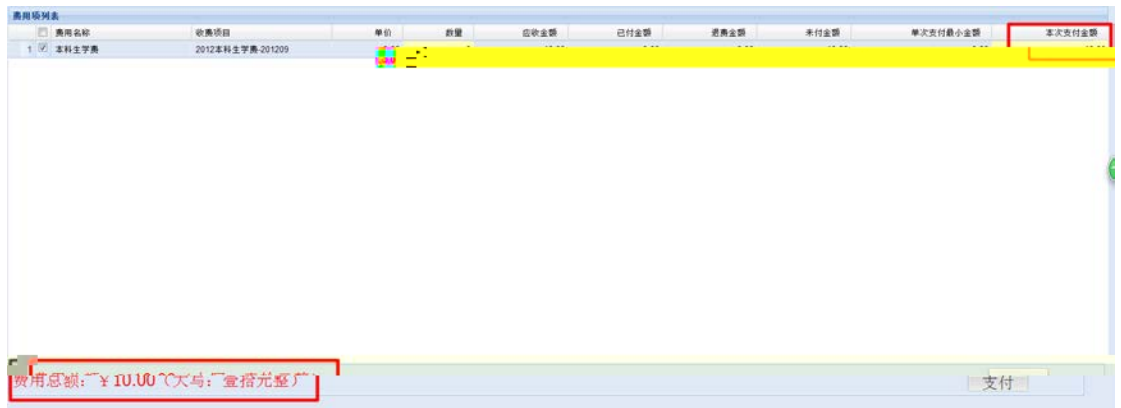 费用项列表
费用名称 收费项目 单价 数量 应收金额 已付金额 退费金额 未付金额 单次支付最小金额 本次支付金额
1 本科生学费 2012本科生学费-201209
费用总额：￥10.00（大写：壹拾元整）
支付